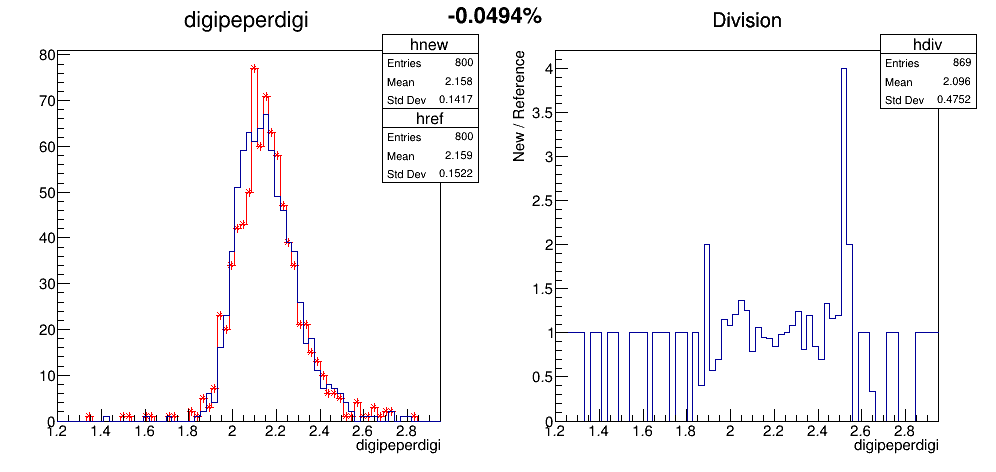 digipeperdigi
-0.0494%
Division
hnew
Entries 800
Mean 2.158
Std Dev 0.1417
href
Entries 800
Mean 2.159
Std Dev 0.1522
80
70
60
50
40
30
20
10
0
1.2 1.4 1.6 1.8 2 2.2 2.4 2.6 2.8
digipeperdigi
hdiv
Entries 869
Mean 2.096
Std Dev 0.4752
New / Reference
4
3.5
3
2.5
2
1.5
1
0.5
0
1.2 1.4 1.6 1.8 2 2.2 2.4 2.6 2.8
digipeperdigi